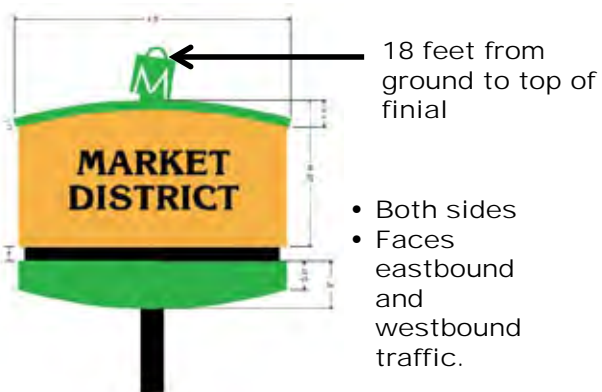 M
MARKET
DISTRICT
18 feet from
ground to top of
finial
• Both sides
• Faces
eastbound
and
westbound
traffic.